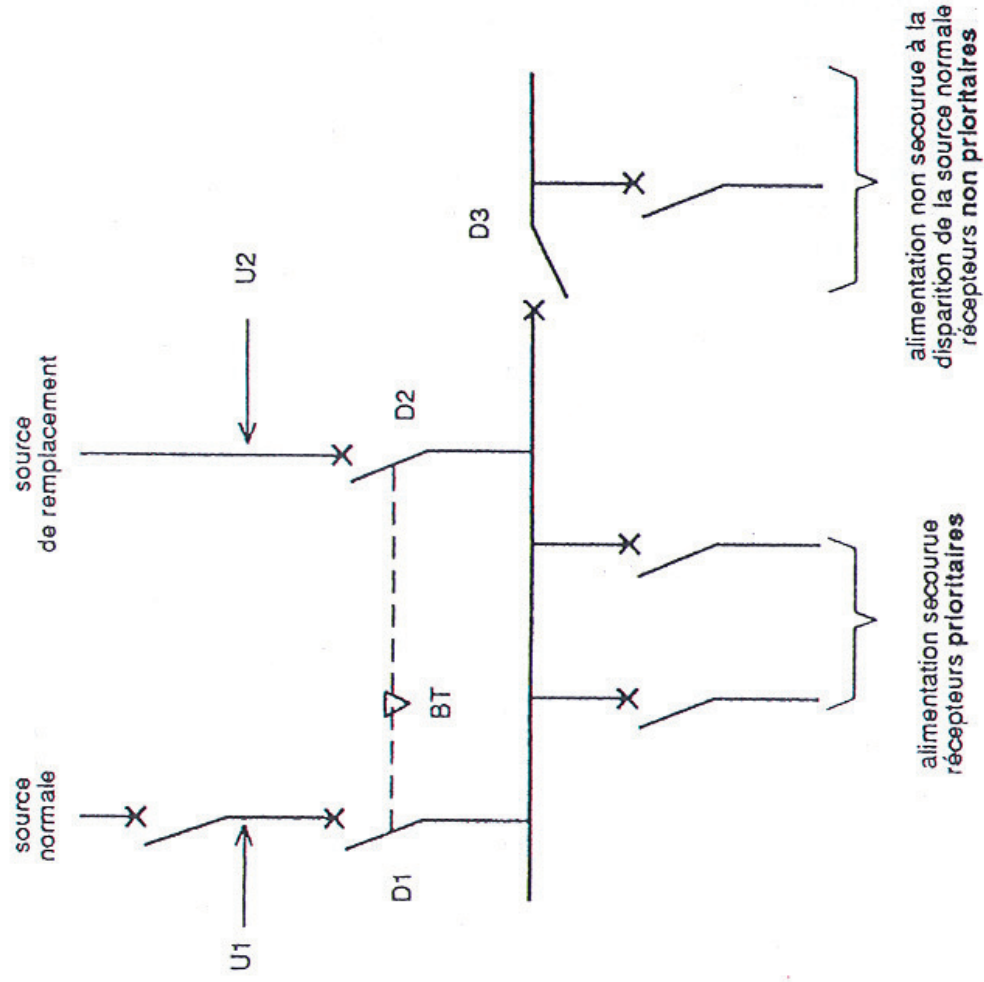 source
normale
source
de remplacement
U1
U2
D1
BT
D2
D3
alimentation secourue
récepteurs prioritaires
alimentation non secourue à la
disparition de la source normale
récepteurs non prioritaires